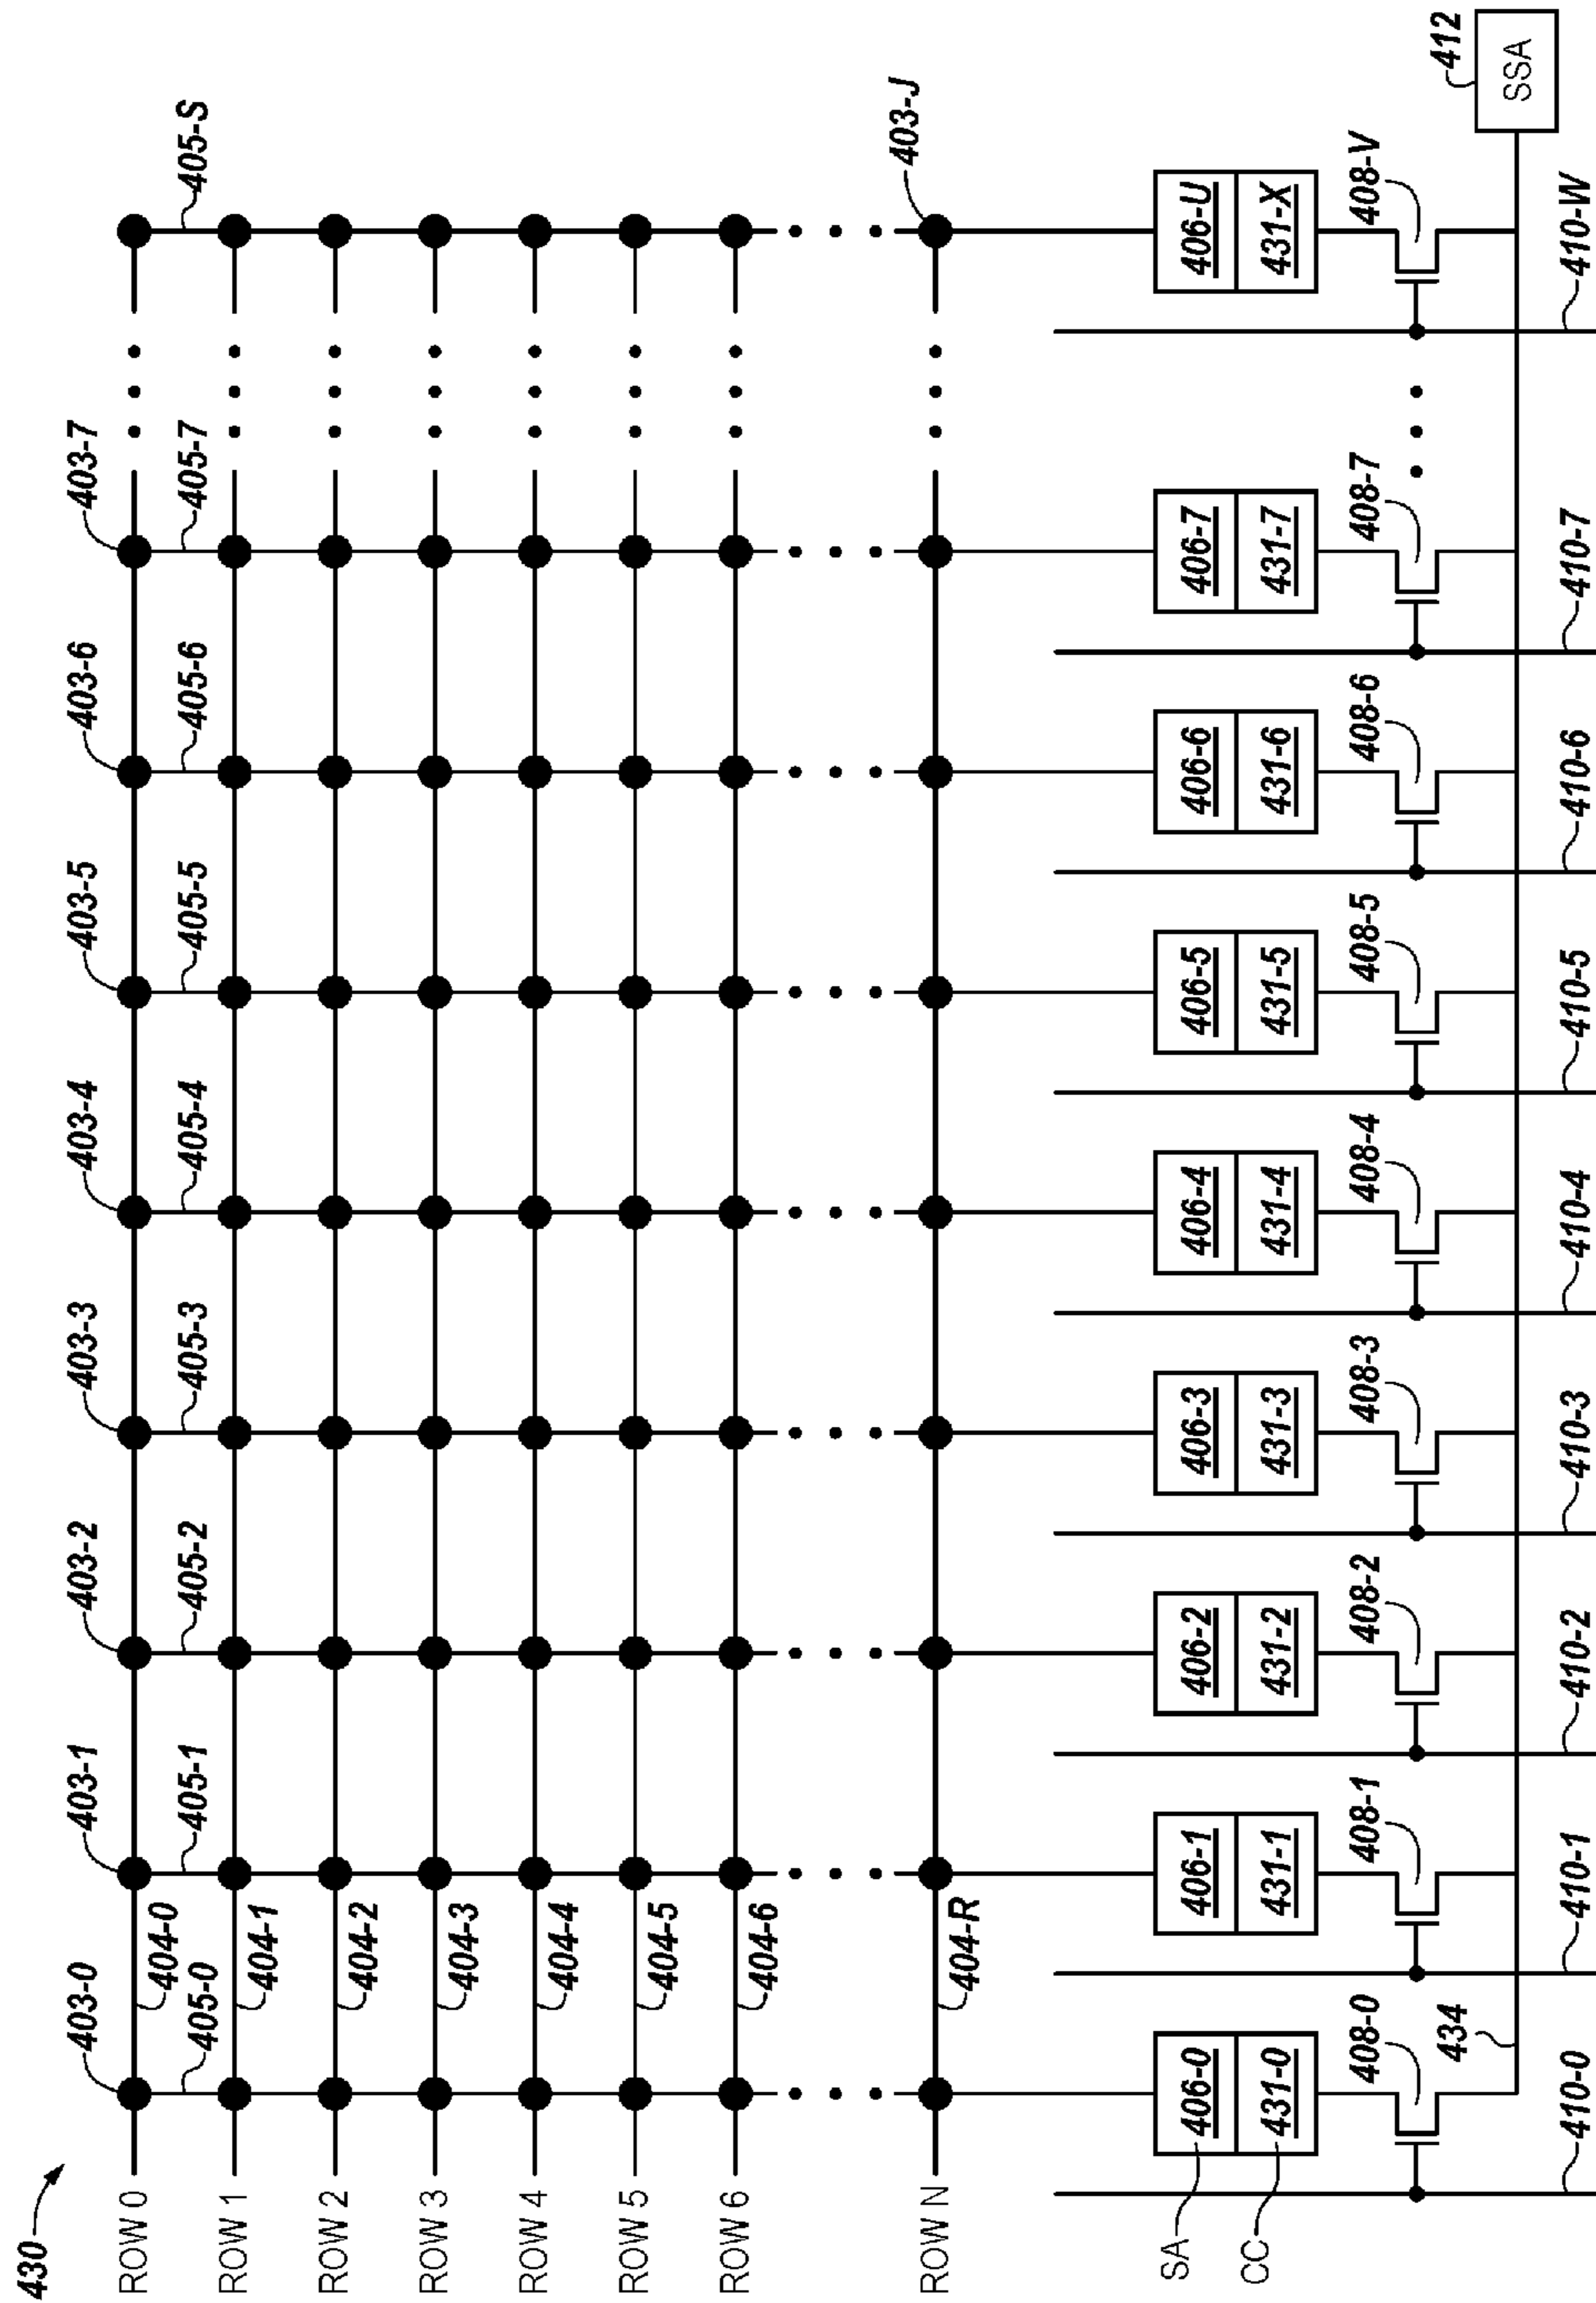 430
403-0 403-1 403-2 403-3 403-4 403-5 403-6 403-7
ROW 0
404-0
405-0 405-1 405-2 405-3 405-4 405-5 405-6 405-7 405-S
ROW 1
404-1
ROW 2
404-2
ROW 3
404-3
ROW 4
404-4
ROW 5
404-5
ROW 6
404-6
403-J
ROW N
404-R
SA
406-0 406-1 406-2 406-3 406-4 406-5 406-6 406-7 406-U
CC
431-0 431-1 431-2 431-3 431-4 431-5 431-6 431-7 431-X
408-0 408-1 408-2 408-3 408-4 408-5 408-6 408-7 408-V
434
412
SSA
410-0 410-1 410-2 410-3 410-4 410-5 410-6 410-7 410-W